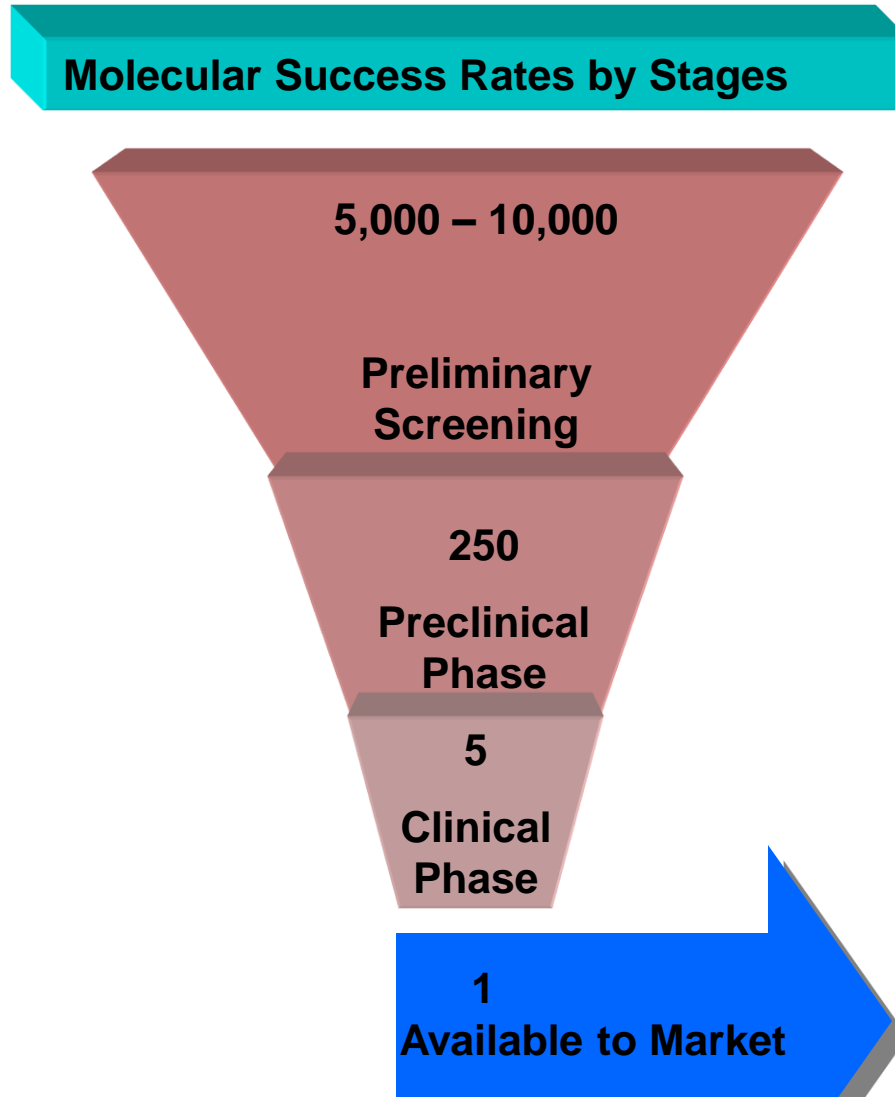 Molecular Success Rates by Stages
5,000 – 10,000
Preliminary
Screening
250
Preclinical
Phase
5
Clinical
Phase
1
Available to Market